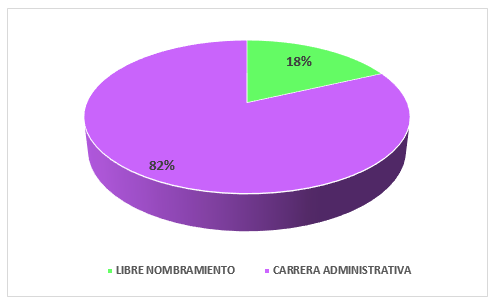 18%
82%
LIBRE NOMBRAMIENTO
CARRERA ADMINISTRATIVA